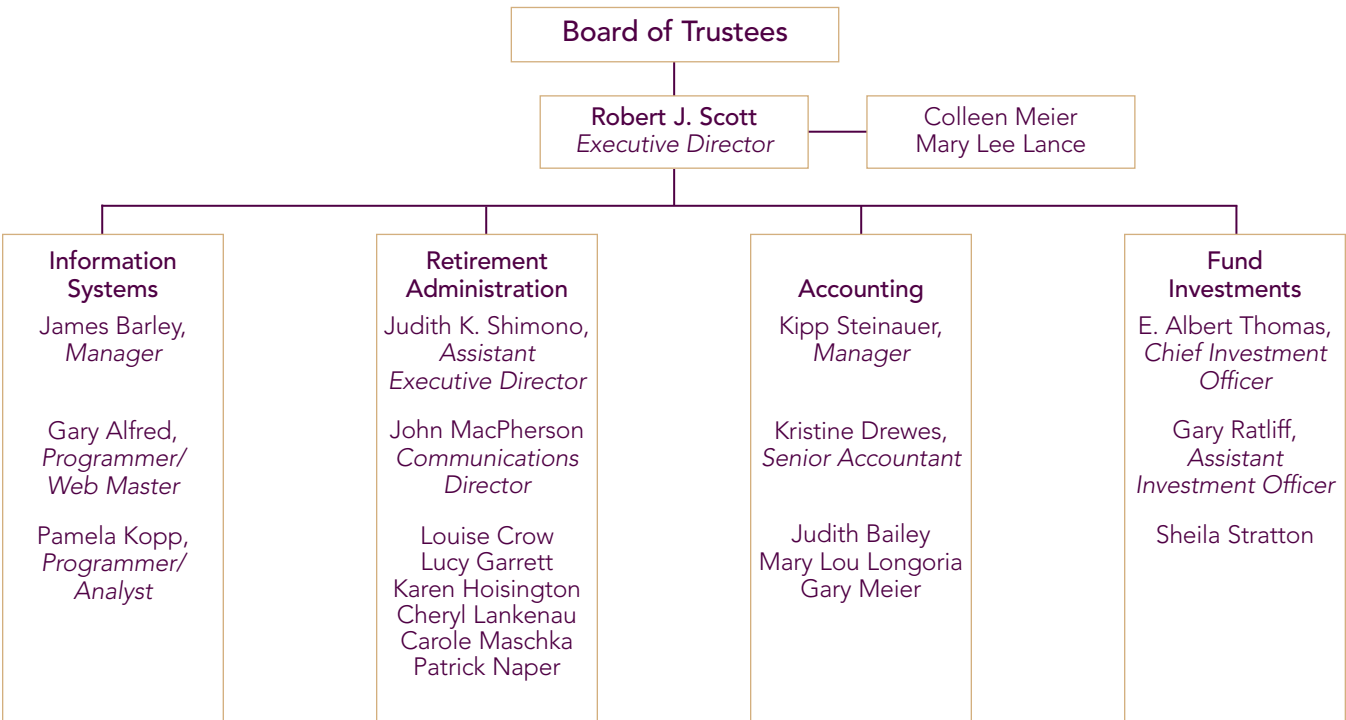 Board of Trustees
Robert J. Scott
Executive Director
Colleen Meier
Mary Lee Lance
Information
Systems
James Barley,
Manager
Gary Alfred,
Programmer/
Web Master
Pamela Kopp,
Programmer/
Analyst
Retirement
Administration
Judith K. Shimono,
Assistant
Executive Director
John MacPherson
Communications
Director
Louise Crow
Lucy Garrett
Karen Hoisington
Cheryl Lankenau
Carole Maschka
Patrick Naper
Accounting
Kipp Steinauer,
Manager
Kristine Drewes,
Senior Accountant
Judith Bailey
Mary Lou Longoria
Gary Meier
Fund
Investments
E. Albert Thomas,
Chief Investment
Officer
Gary Ratliff,
Assistant
Investment Officer
Sheila Stratton